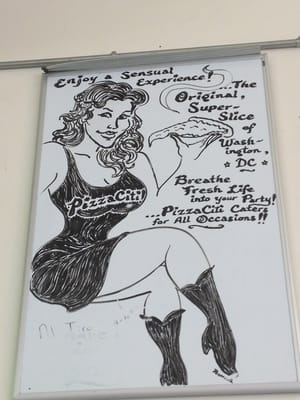 Enjoy a Sensual
Experience!
...The
Original,
Super-
Slice
of
Wash-
ington,
DC
PizzaCiti!
Breathe
Fresh Life
into your Party!
...PizzaCiti Caters
for All Occasions!!